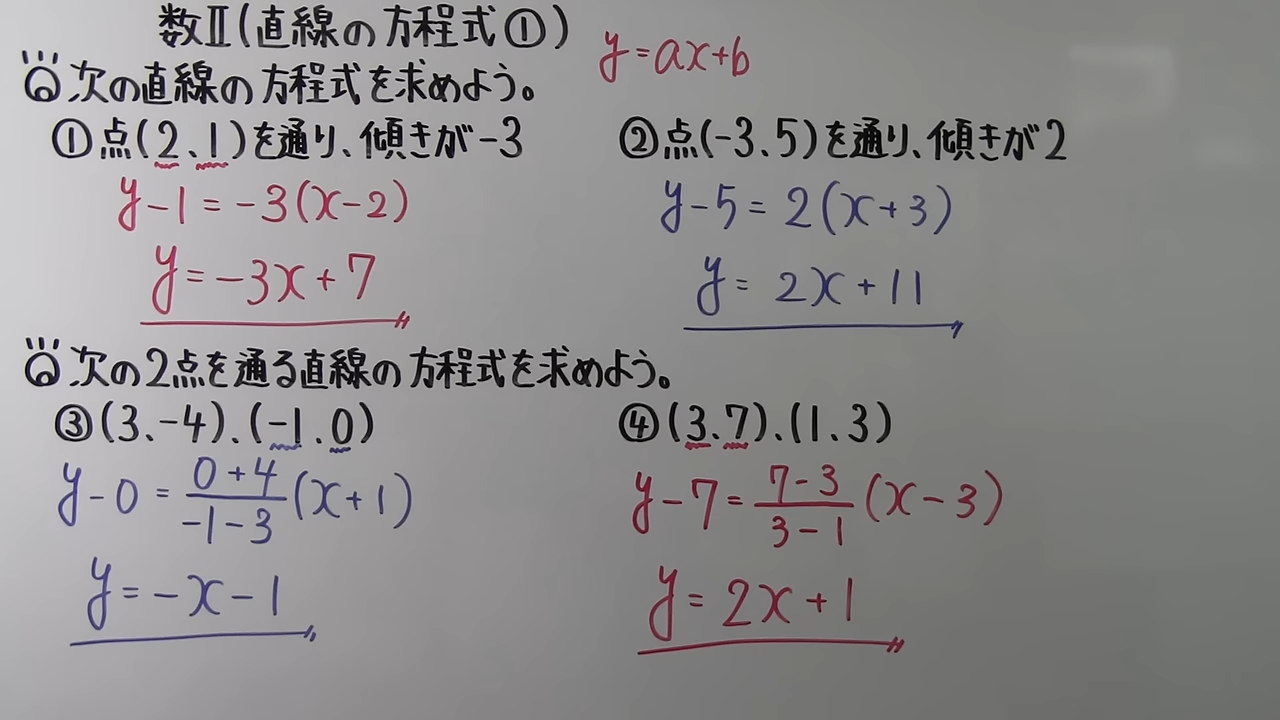 数Ⅱ(直線の方程式①)
y=ax+b
Q次の直線の方程式を求めよう。
①点(2、1)を通り、傾きが-3
y-1=-3(x-2)
y=-3x+7
②点(-3、5)を通り、傾きが2
y-5=2(x+3)
y=2x+11
Q次の2点を通る直線の方程式を求めよう。
③(3、-4)、(-1、0)
y-0=\frac{0+4}{-1-3}(x+1)
y=-x-1
④(3、7)、(1、3)
y-7=\frac{7-3}{3-1}(x-3)
y=2x+1